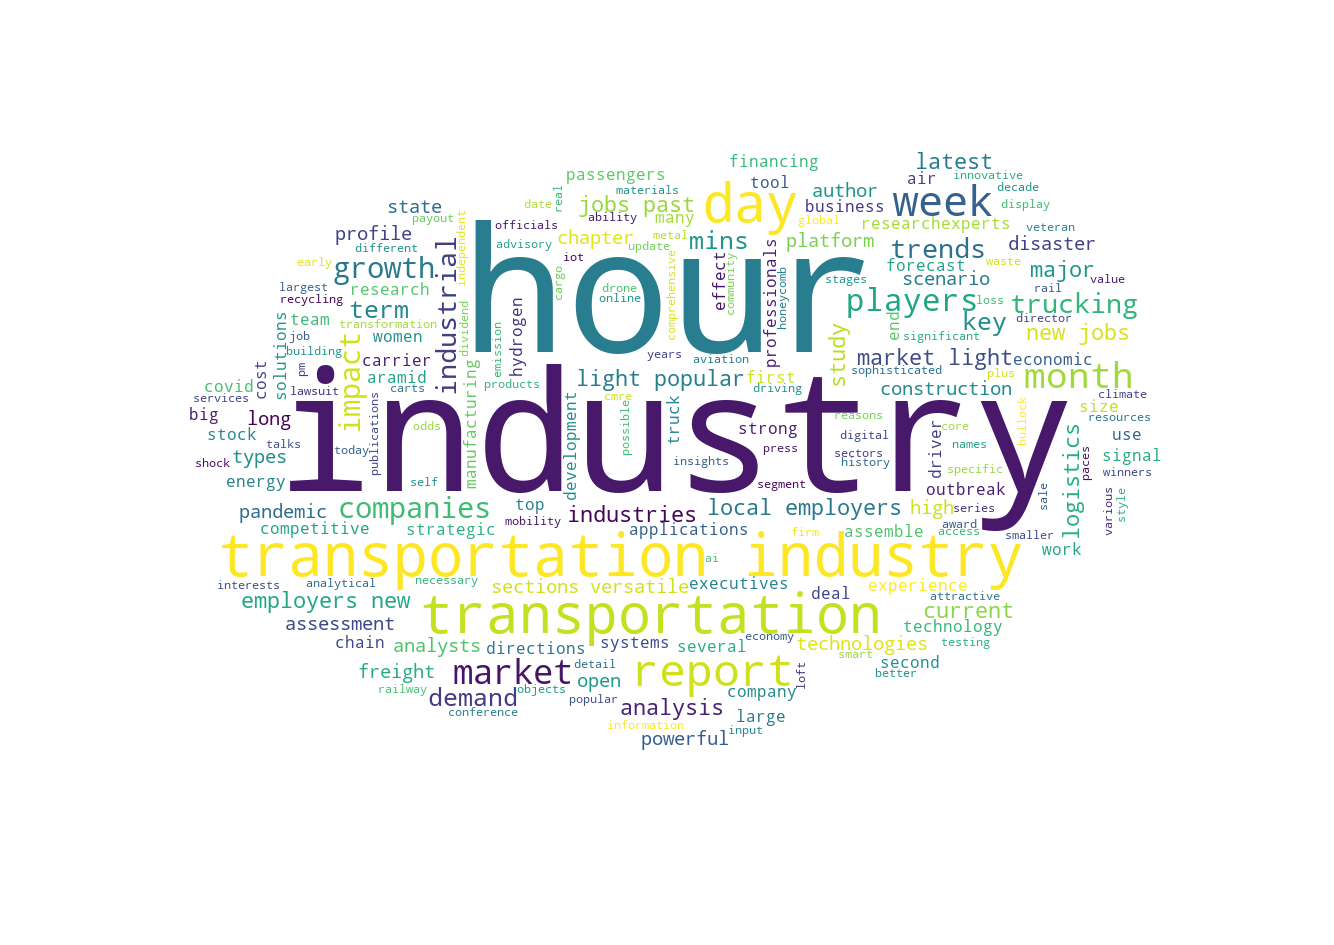 financing
latest
passengers
tool
air
innovative
materials
author
decade
real
jobs past
day
week
date
ability
business
display
state
many
global
researchexperts
payout
officials
chapter
metal
mins
platform
trends
veteran
profile
independent
advisory
update
disaster
different
industrial
hour
iot
comprehensive
effect
community
professionals
honeycomb
forecast
waste
early
growth
cargo
drone
stages
scenario
major
value
largest
research
online
players
loss
rail
recycling
term
hydrogen
end
key
trucking
team
transformation
dividend
director
job
solutions
women
emission
study
significant
new jobs
building
impact
carrier
years
aviation
market light
economic
pm
cost
aramid
manufacturing
products
light popular
first
sophisticated
plus
month
covid
lawsuit
carts
industry
driving
construction
climate
services
cmre
size
big
long
publications
odds
development
possible
truck
strong
reasons
core
bullock
resources
stock
talks
digital
driver
names
logistics
use
types
today
press
sectors
signal
shock
insights
history
specific
paces
winners
energy
self
segment
outbreak
sale
pandemic
companies
top
industries
local employers
high
series
various
style
competitive
strategic
mobility
applications
firm
assemble
award
access
smaller
transportation industry
ai
work
interests
analytical
necessary
sections versatile
executives
experience
employers new
transportation
deal
attractive
assessment
current
chain
analysts
directions
systems
several
economy
technologies
technology
testing
freight
market
detail
report
loft
smart
second
better
railway
open
objects
company
demand
popular
analysis
large
conference
information
input
powerful